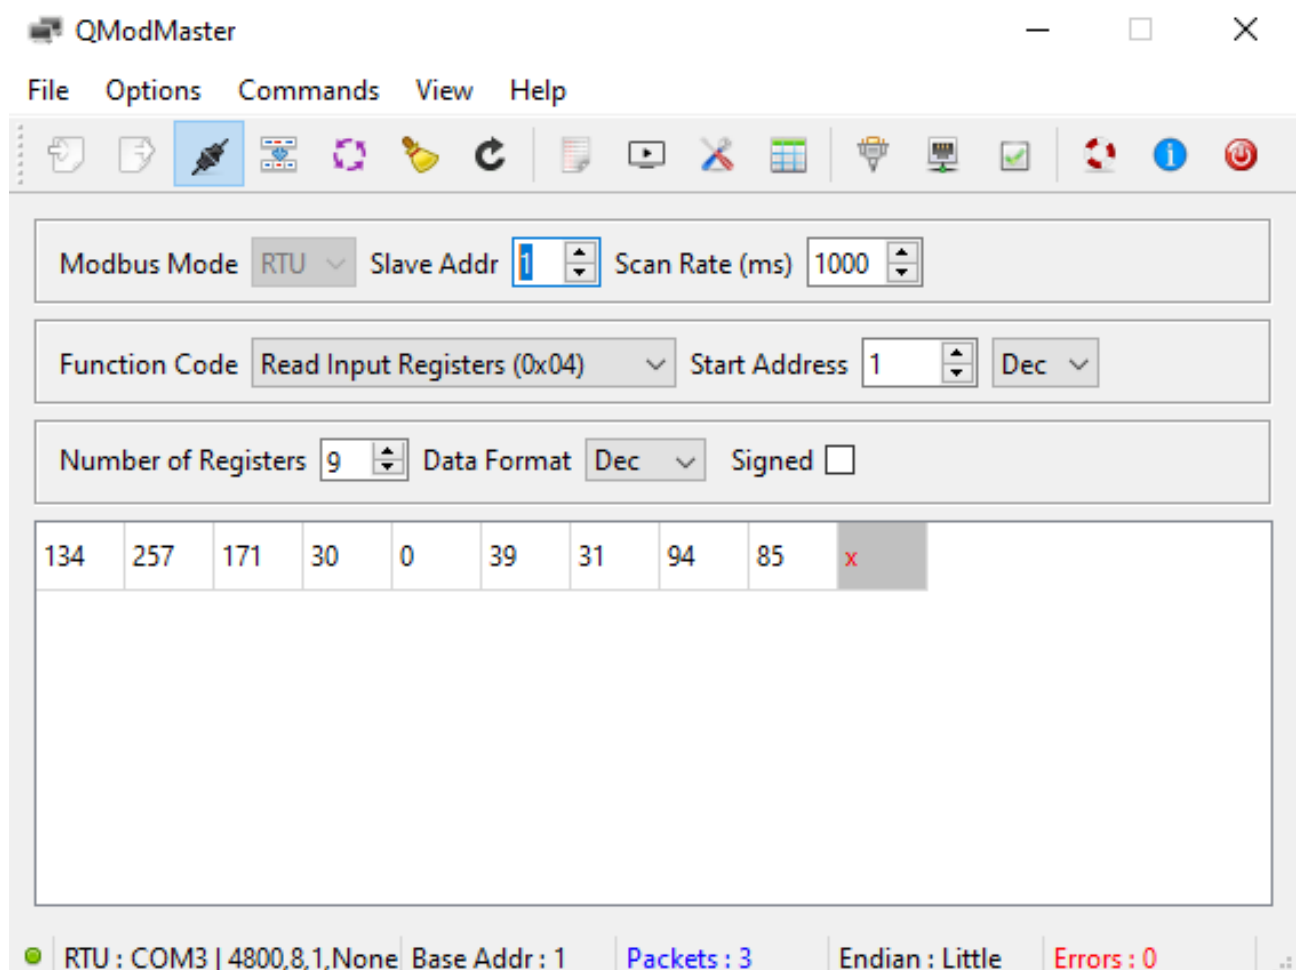 QModMaster
File Options Commands View Help
Modbus Mode RTU Slave Addr 1 Scan Rate (ms) 1000
Function Code Read Input Registers (0x04) Start Address 1 Dec
Number of Registers 9 Data Format Dec Signed
134 257 171 30 0 39 31 94 85 x
RTU : COM3 | 4800,8,1,None Base Addr : 1 Packets : 3 Endian : Little Errors : 0